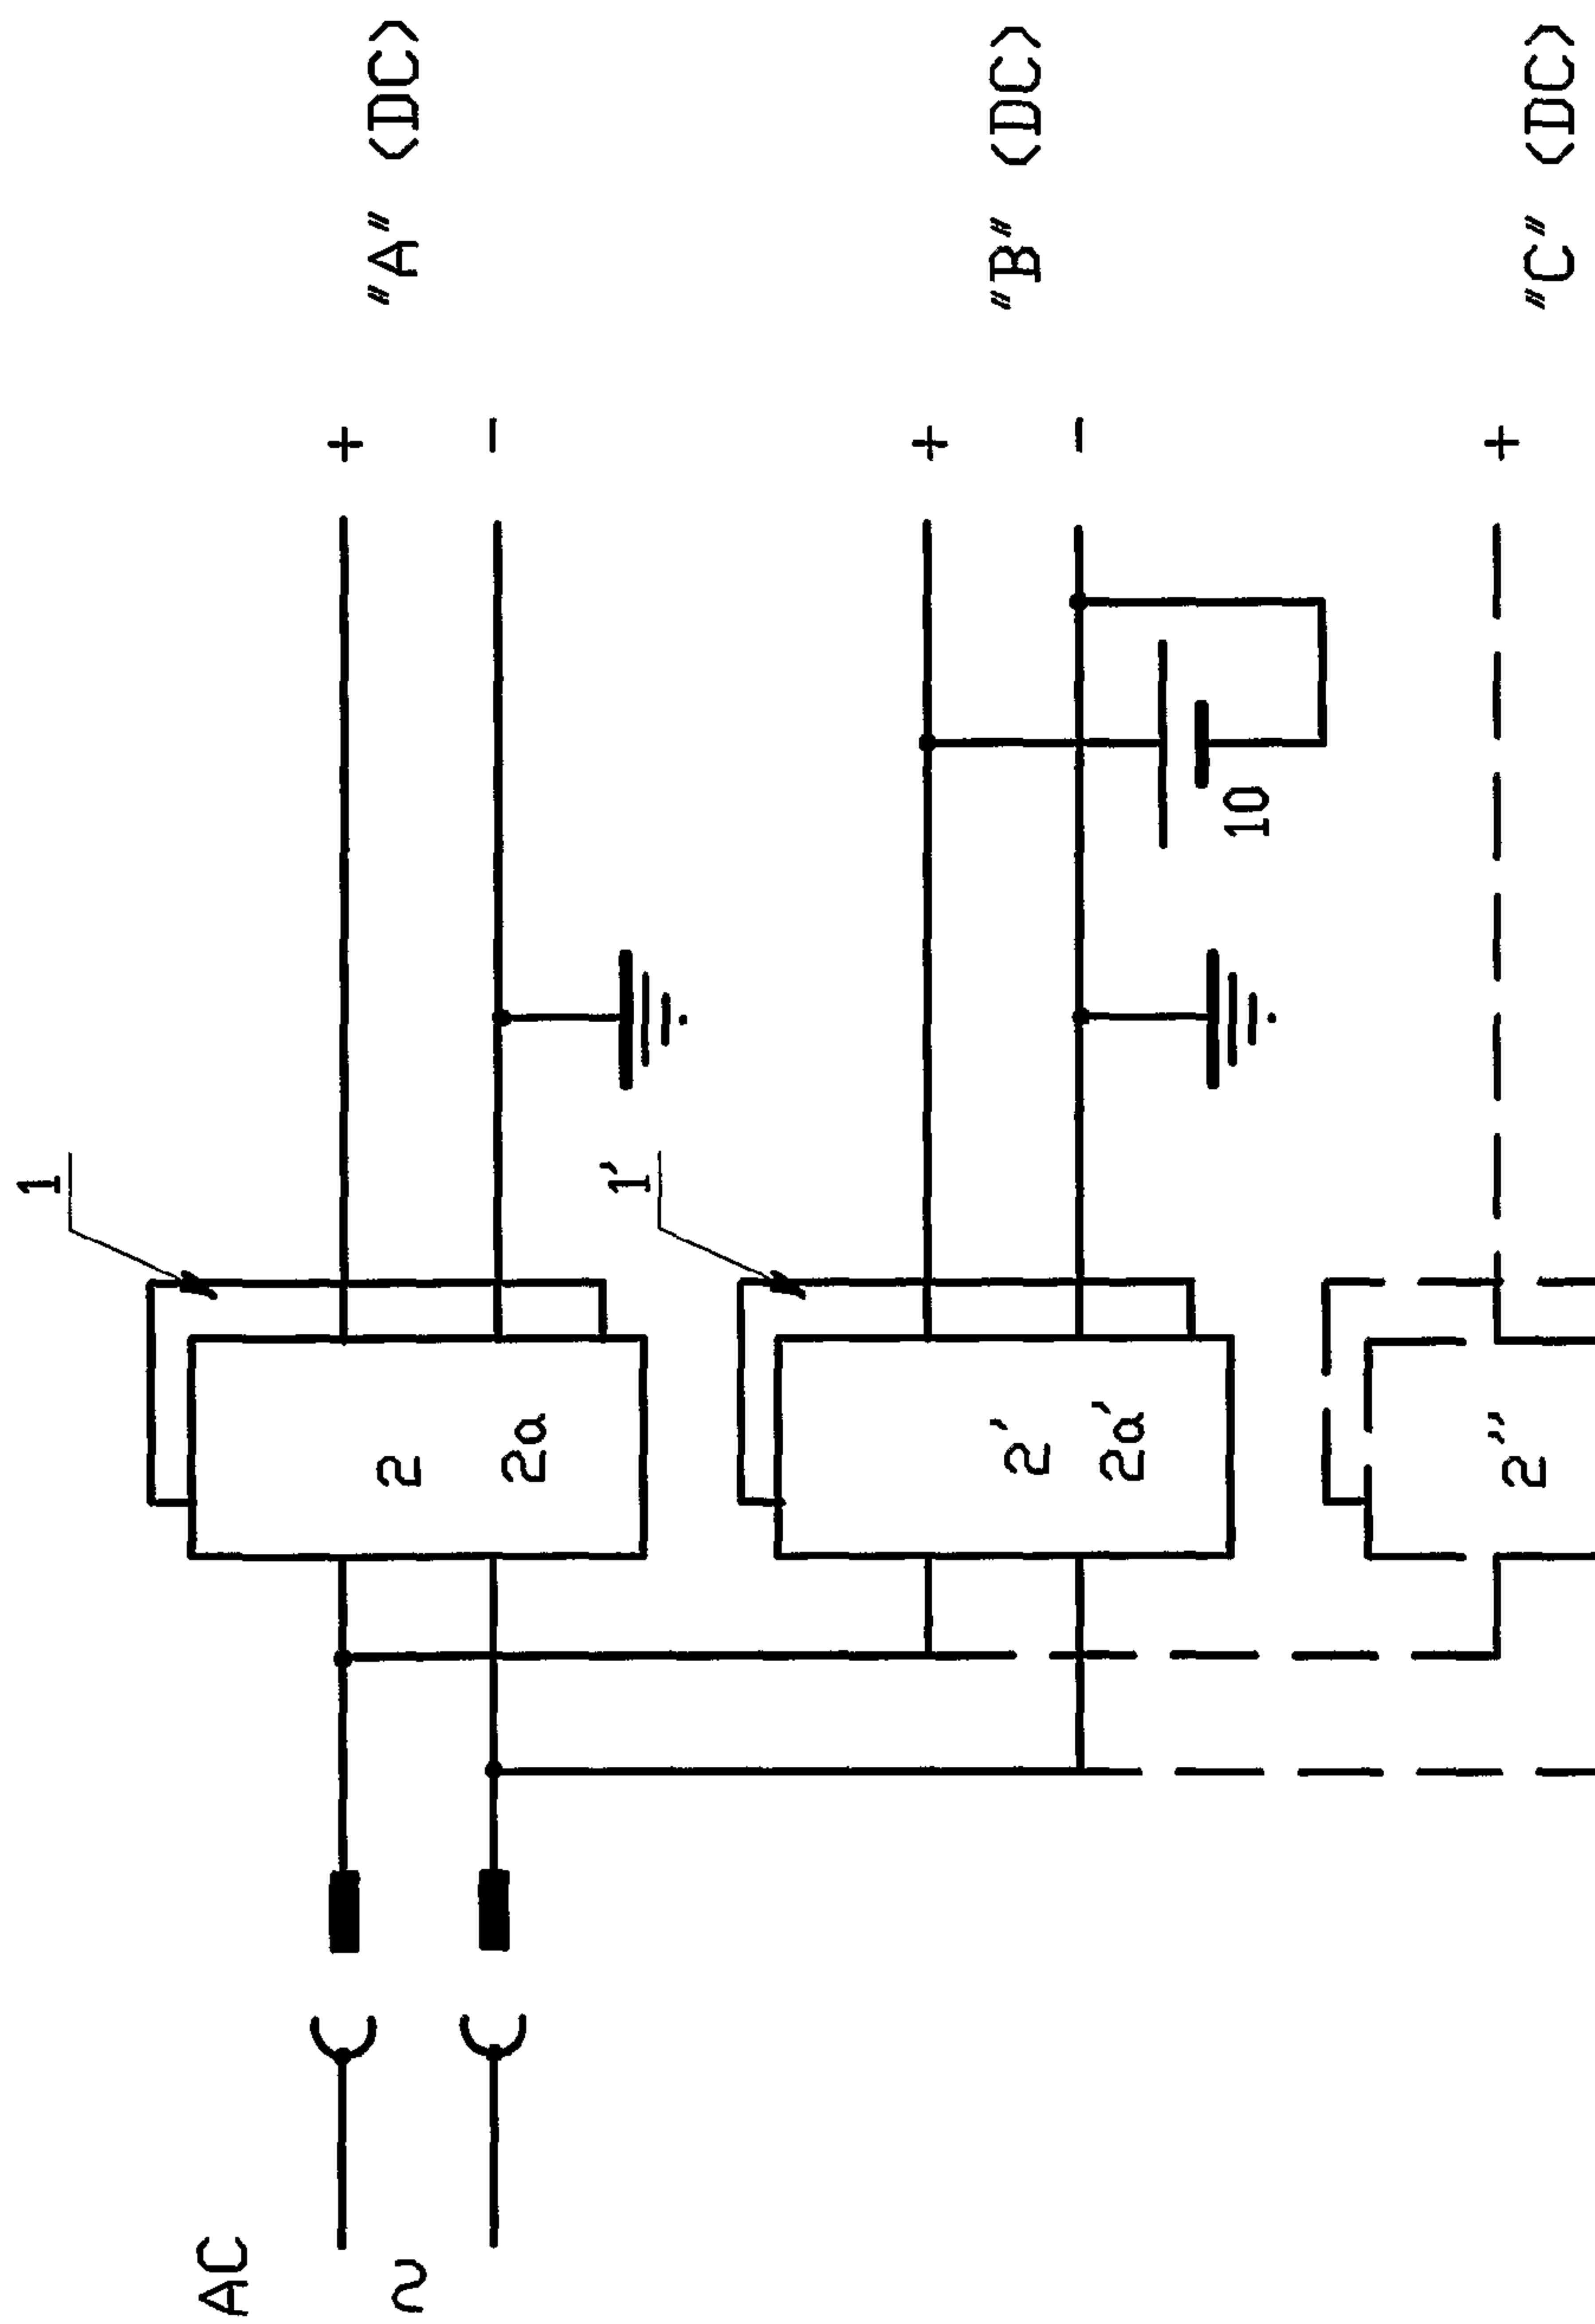 "A" (DC)
"B" (DC)
"C" (DC)
+
-
+
-
+
10
1
1'
2
2a
2'
2a'
2"
AC
~